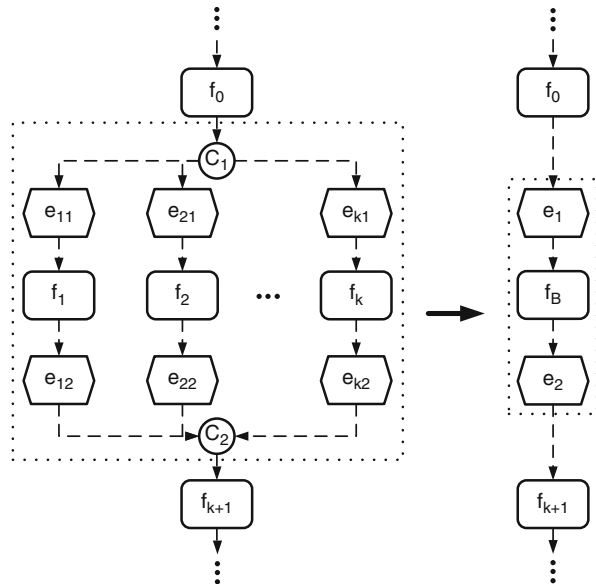 f₀ f₀
C₁
e₁₁ e₂₁ eₖ₁ e₁
f₁ f₂ ... fₖ f_B
e₁₂ e₂₂ eₖ₂ e₂
C₂
fₖ₊₁ fₖ₊₁